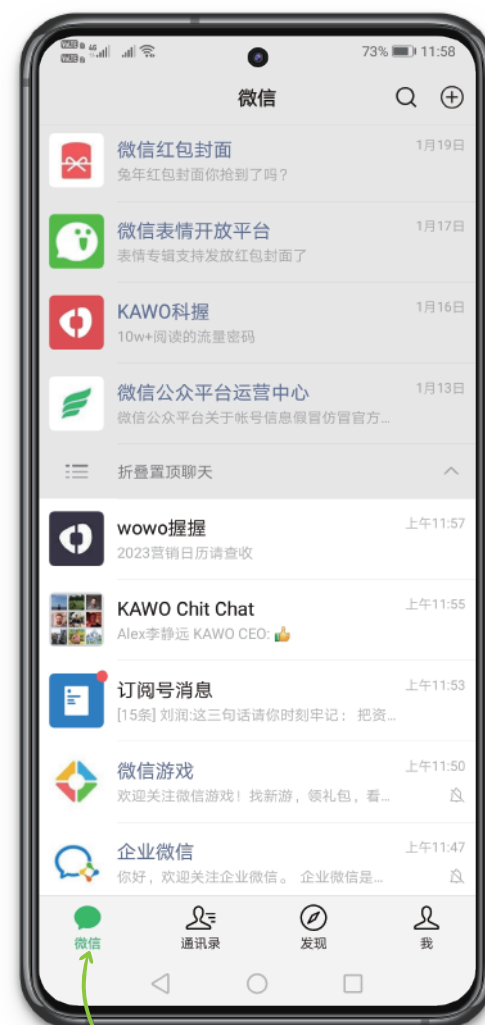 4G
73% 11:58
微信
微信红包封面 1月19日
兔年红包封面你抢到了吗?
微信表情开放平台 1月17日
表情专辑支持发放红包封面了
KAWO科握 1月16日
10w+阅读的流量密码
微信公众平台运营中心 1月13日
微信公众平台关于帐号信息假冒仿冒官方...
折叠置顶聊天
wowo握握 上午11:57
2023营销日历请查收
KAWO Chit Chat 上午11:55
Alex李静远 KAWO CEO: 👍
订阅号消息 上午11:53
[15条] 刘润:这三句话请你时刻牢记: 把资...
微信游戏 上午11:50
欢迎关注微信游戏! 找新游,领礼包,看...
企业微信 上午11:47
你好,欢迎关注企业微信。 企业微信是...
微信 通讯录 发现 我